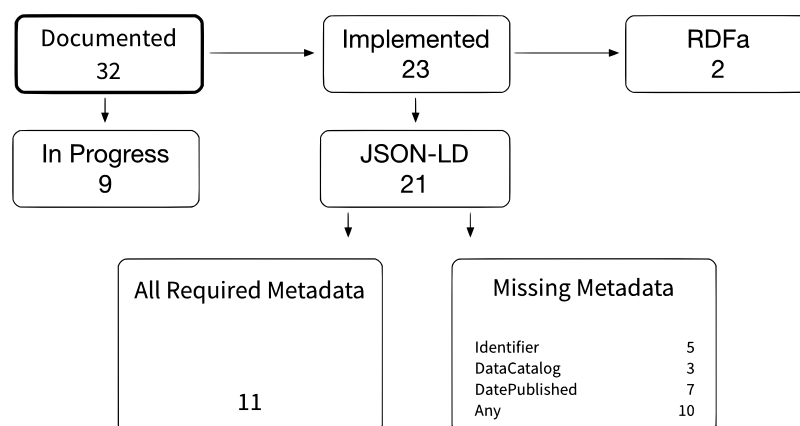 Documented
32
Implemented
23
RDFa
2
In Progress
9
JSON-LD
21
All Required Metadata
11
Missing Metadata
Identifier 5
DataCatalog 3
DatePublished 7
Any 10